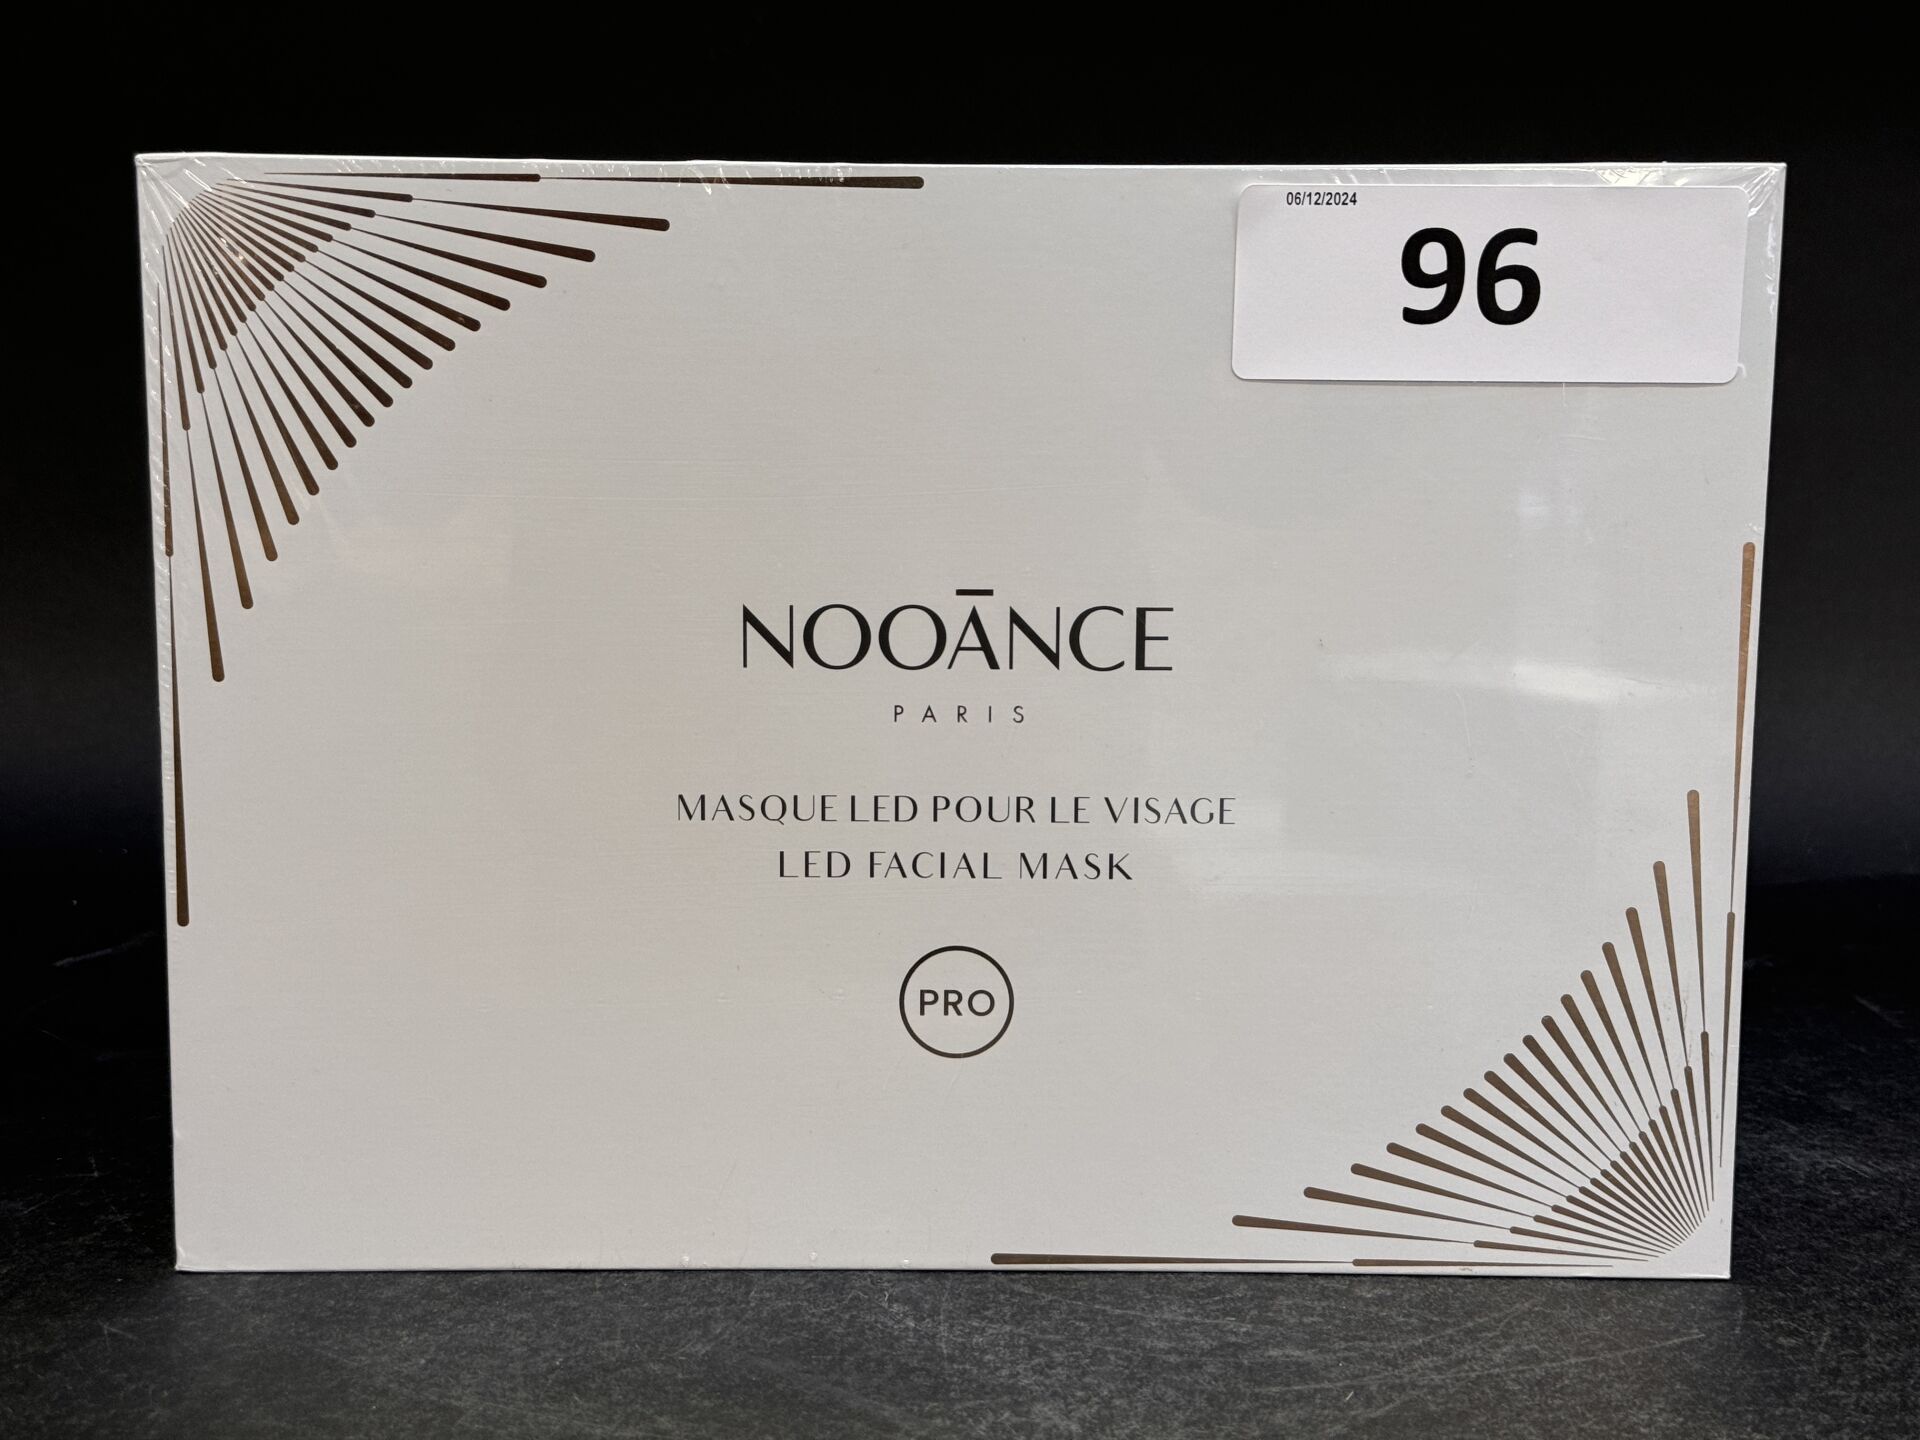 06/12/2024
96
NOOĀNCE
PARIS
MASQUE LED POUR LE VISAGE
LED FACIAL MASK
PRO